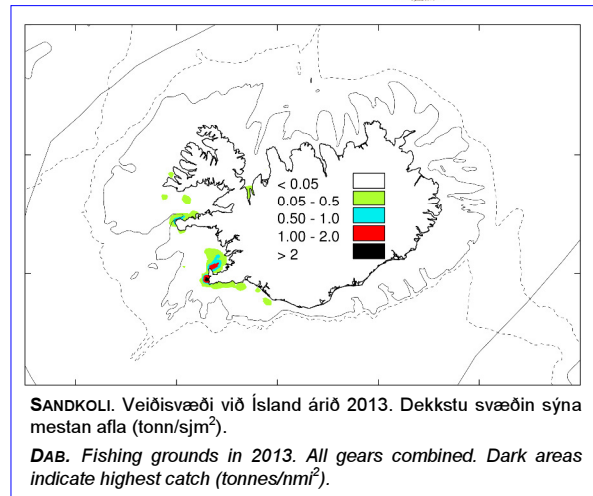 < 0.05
0.05 - 0.5
0.50 - 1.0
1.00 - 2.0
> 2
SANDKOLI. Veiðisvæði við Ísland árið 2013. Dekkstu svæðin sýna
mestan afla (tonn/sjm²).
DAB. Fishing grounds in 2013. All gears combined. Dark areas
indicate highest catch (tonnes/nmi²).